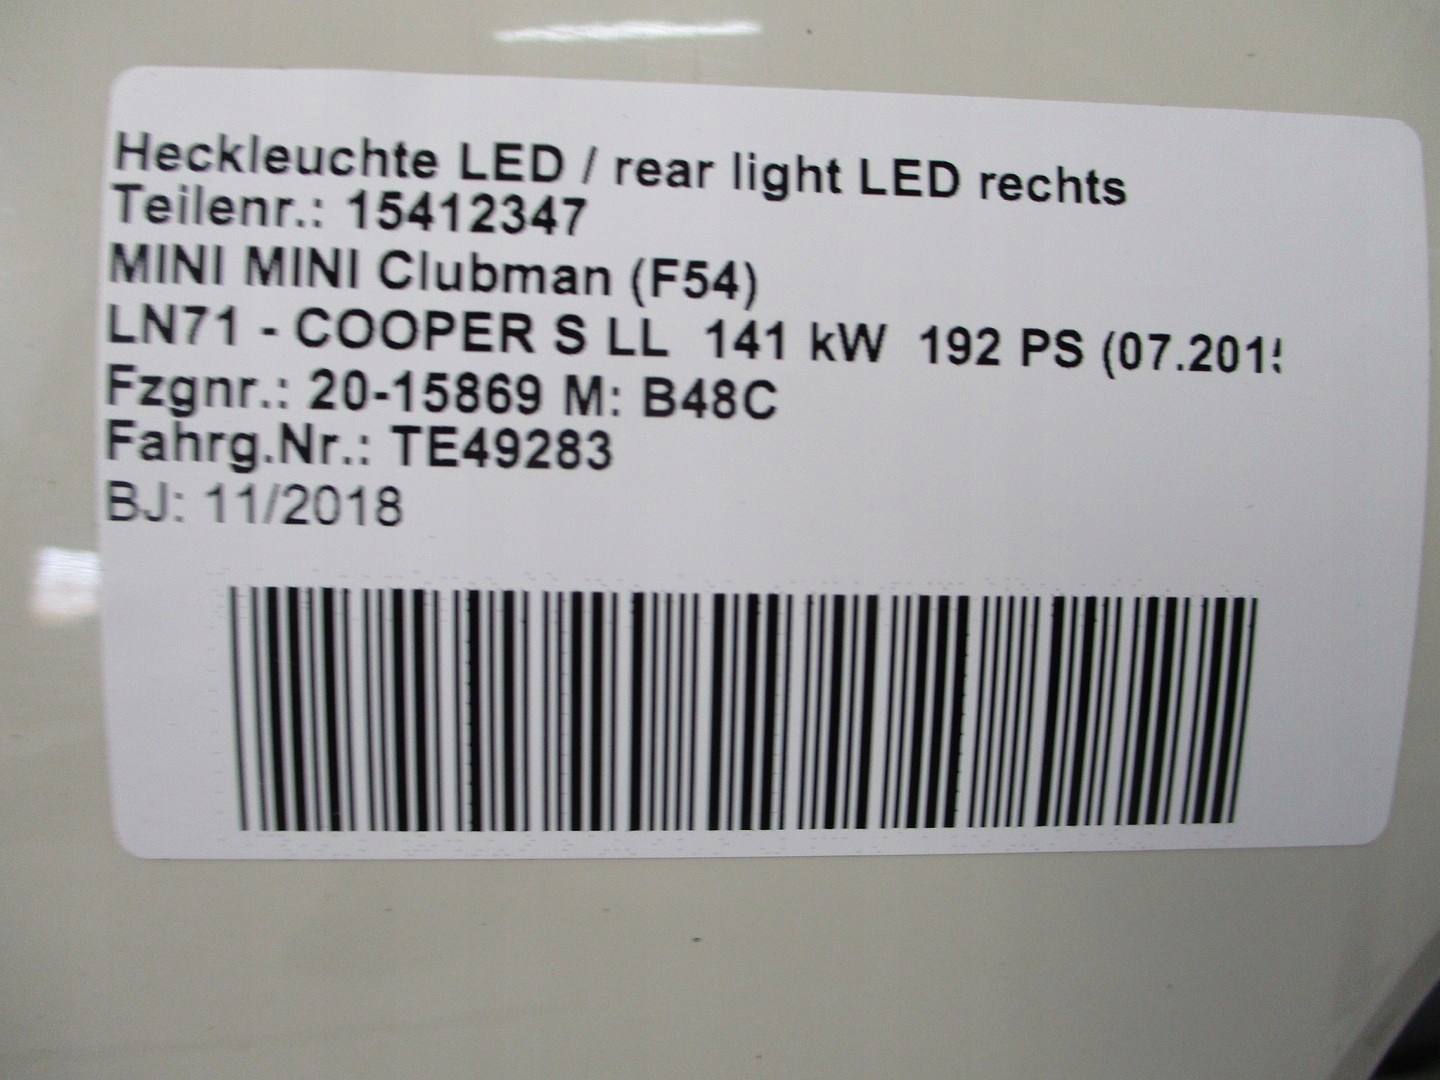 Heckleuchte LED / rear light LED rechts
Teilenr.: 15412347
MINI MINI Clubman (F54)
LN71 - COOPER S LL 141 kW 192 PS (07.201
Fzgnr.: 20-15869 M: B48C
Fahrg.Nr.: TE49283
BJ: 11/2018